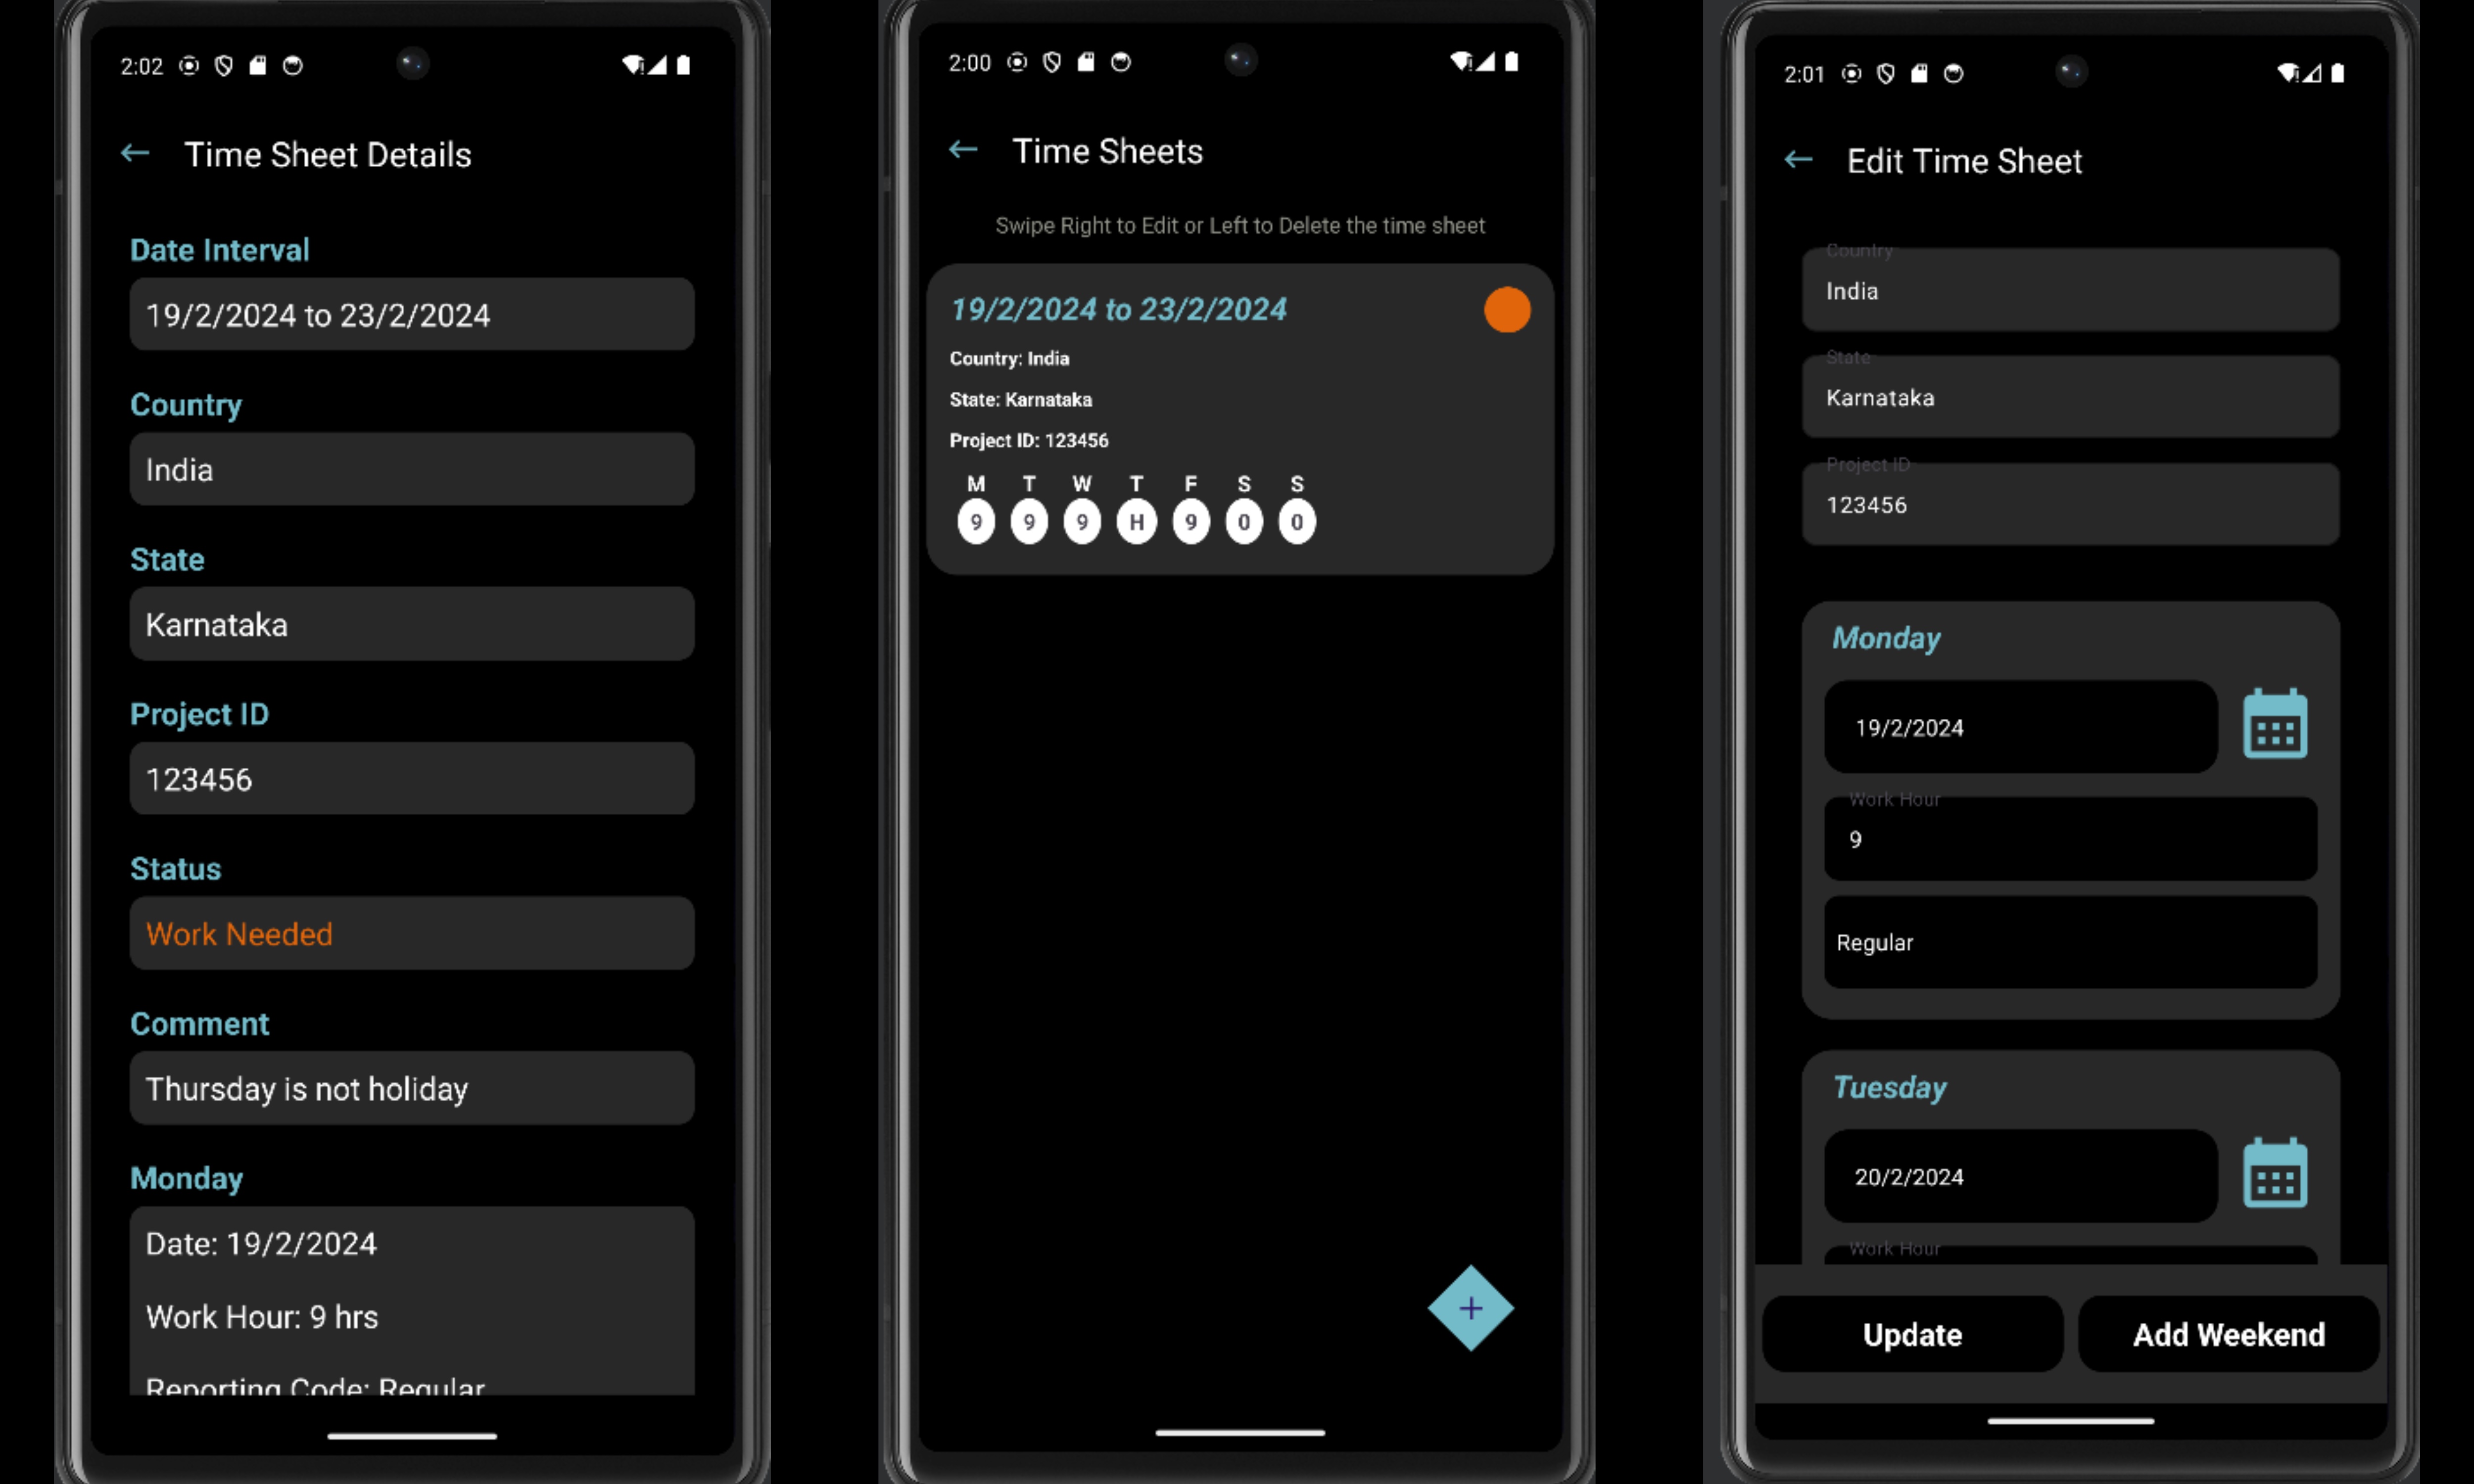 2:02
Time Sheet Details
Date Interval
19/2/2024 to 23/2/2024
Country
India
State
Karnataka
Project ID
123456
Status
Work Needed
Comment
Thursday is not holiday
Monday
Date: 19/2/2024
Work Hour: 9 hrs
Reporting Code: Regular
2:00
Time Sheets
Swipe Right to Edit or Left to Delete the time sheet
19/2/2024 to 23/2/2024
Country: India
State: Karnataka
Project ID: 123456
M T W T F S S
9 9 9 H 9 0 0
+
2:01
Edit Time Sheet
Country
India
State
Karnataka
Project ID
123456
Monday
19/2/2024
Work Hour
9
Regular
Tuesday
20/2/2024
Work Hour
Update Add Weekend